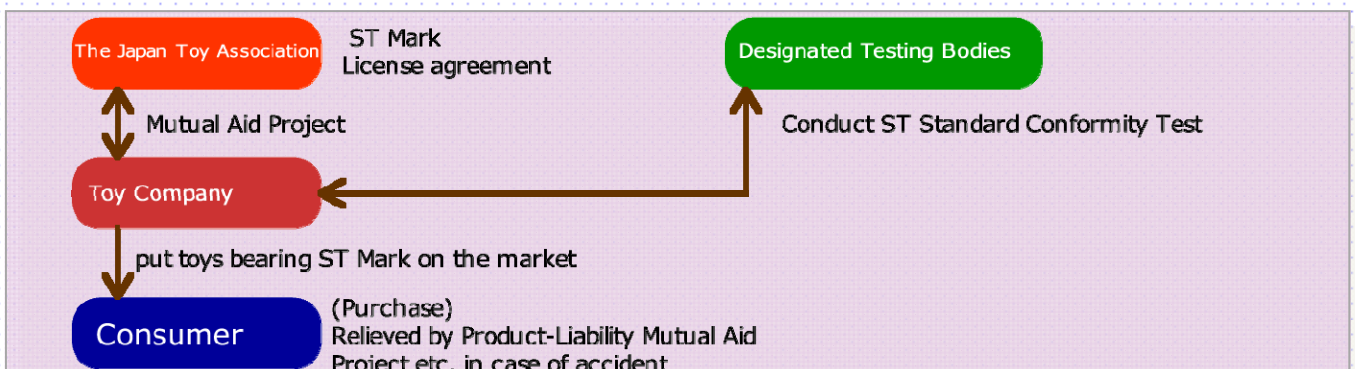 The Japan Toy Association
ST Mark
License agreement
Designated Testing Bodies
Mutual Aid Project
Conduct ST Standard Conformity Test
Toy Company
put toys bearing ST Mark on the market
Consumer
(Purchase)
Relieved by Product-Liability Mutual Aid
Project etc. in case of accident